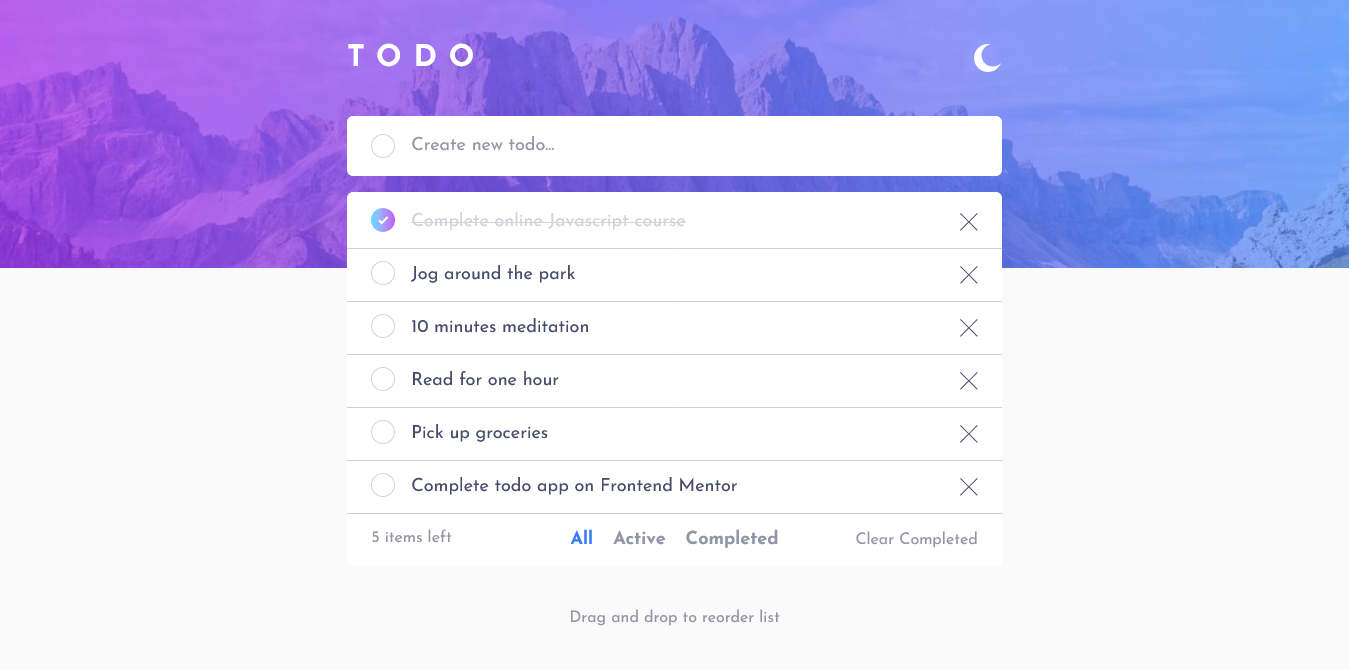 TODO
Create new todo...
Complete online Javascript course
Jog around the park
10 minutes meditation
Read for one hour
Pick up groceries
Complete todo app on Frontend Mentor
5 items left All Active Completed Clear Completed
Drag and drop to reorder list